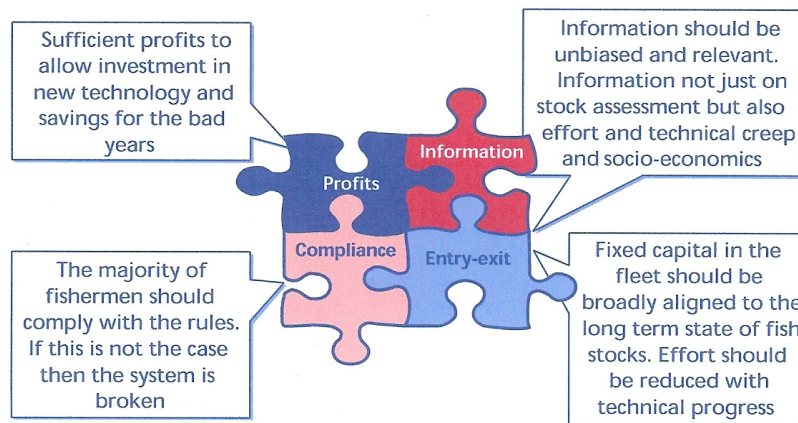 Sufficient profits to
allow investment in
new technology and
savings for the bad
years
Information should be
unbiased and relevant.
Information not just on
stock assessment but also
effort and technical creep
and socio-economics
Profits
Information
Compliance
Entry-exit
The majority of
fishermen should
comply with the rules.
If this is not the case
then the system is
broken
Fixed capital in the
fleet should be
broadly aligned to the
long term state of fish
stocks. Effort should
be reduced with
technical progress